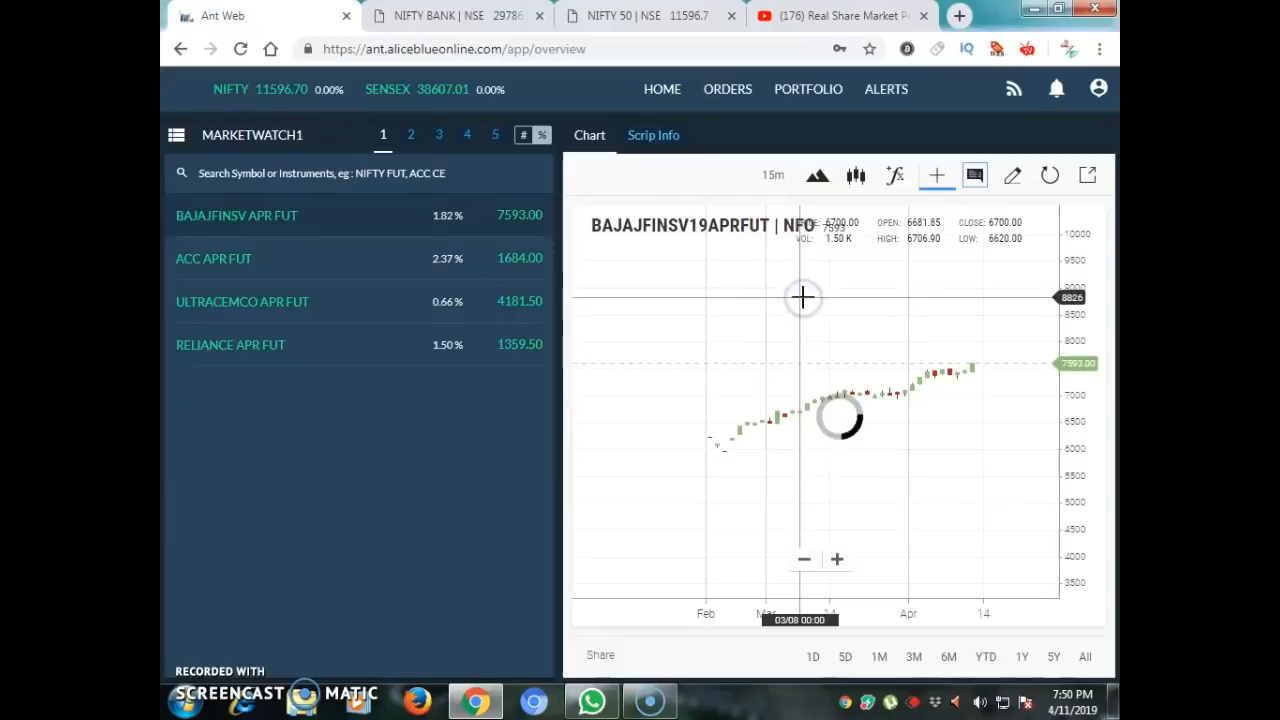 Ant Web
NIFTY BANK | NSE 29786
NIFTY 50 | NSE 11596.7
(176) Real Share Market P
https://ant.aliceblueonline.com/app/overview
NIFTY 11596.70 0.00% SENSEX 38607.01 0.00%
HOME ORDERS PORTFOLIO ALERTS
MARKETWATCH1 1 2 3 4 5 # %
Chart Scrip Info
Search Symbol or Instruments, eg : NIFTY FUT, ACC CE
15m
BAJAJFINSV APR FUT 1.82 % 7593.00
ACC APR FUT 2.37 % 1684.00
ULTRACEMCO APR FUT 0.66 % 4181.50
RELIANCE APR FUT 1.50 % 1359.50
BAJAJFINSV19APRFUT | NFO 7593
6700.00 OPEN: 6681.85 CLOSE: 6700.00
VOL: 1.50 K HIGH: 6706.90 LOW: 6620.00
10000
9500
9000
8826
8500
8000
7593.00
7000
6500
6000
5500
5000
4500
4000
3500
Feb Mar 14 Apr 14
03/08 00:00
Share 1D 5D 1M 3M 6M YTD 1Y 5Y All
RECORDED WITH
SCREENCAST MATIC
7:50 PM
4/11/2019